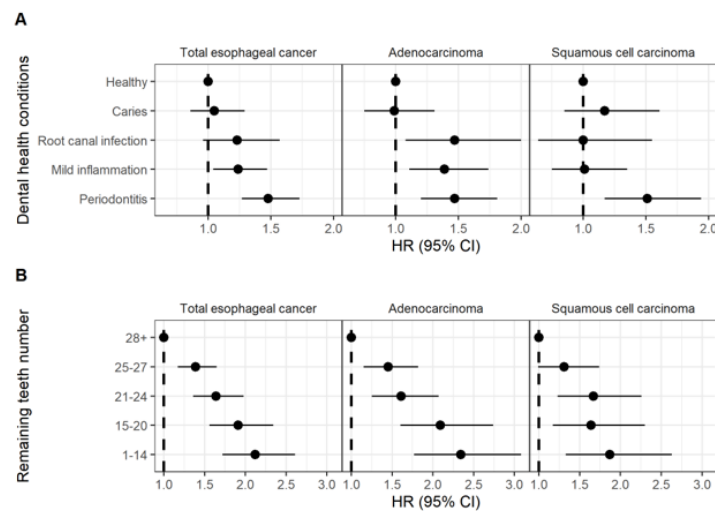 A
Total esophageal cancer Adenocarcinoma Squamous cell carcinoma
Dental health conditions
Healthy
Caries
Root canal infection
Mild inflammation
Periodontitis
1.0 1.5 2.0 1.0 1.5 2.0 1.0 1.5 2.0
HR (95% CI)
B
Total esophageal cancer Adenocarcinoma Squamous cell carcinoma
Remaining teeth number
28+
25-27
21-24
15-20
1-14
1.0 1.5 2.0 2.5 3.0 1.0 1.5 2.0 2.5 3.0 1.0 1.5 2.0 2.5 3.0
HR (95% CI)